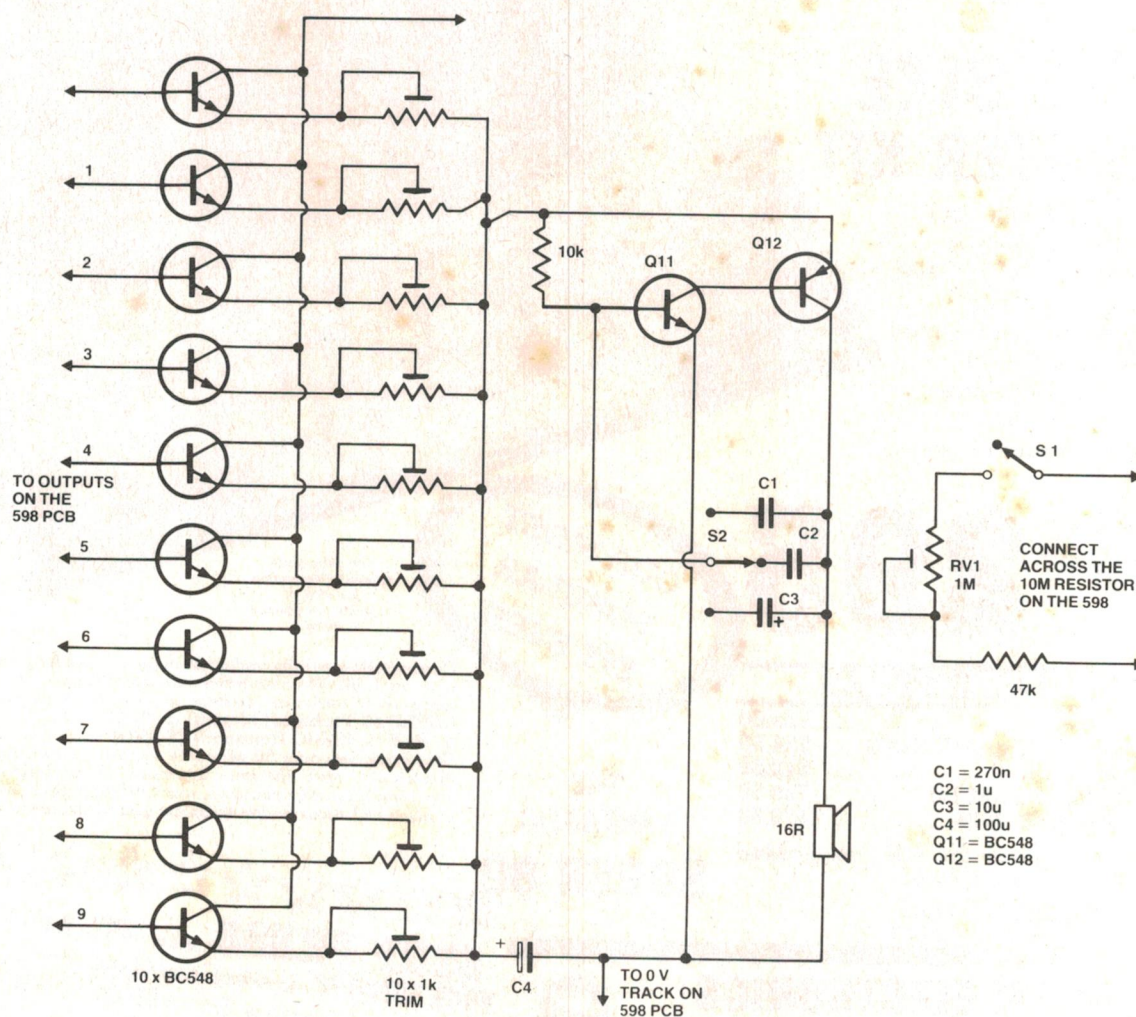 1
2
3
4
TO OUTPUTS
ON THE
598 PCB
5
6
7
8
9
10 x BC548
10 x 1k
TRIM
C4
+
TO 0 V
TRACK ON
598 PCB
10k
Q11
Q12
C1
S2
C2
C3
+
16R
S 1
RV1
1M
CONNECT
ACROSS THE
10M RESISTOR
ON THE 598
47k
C1 = 270n
C2 = 1u
C3 = 10u
C4 = 100u
Q11 = BC548
Q12 = BC548